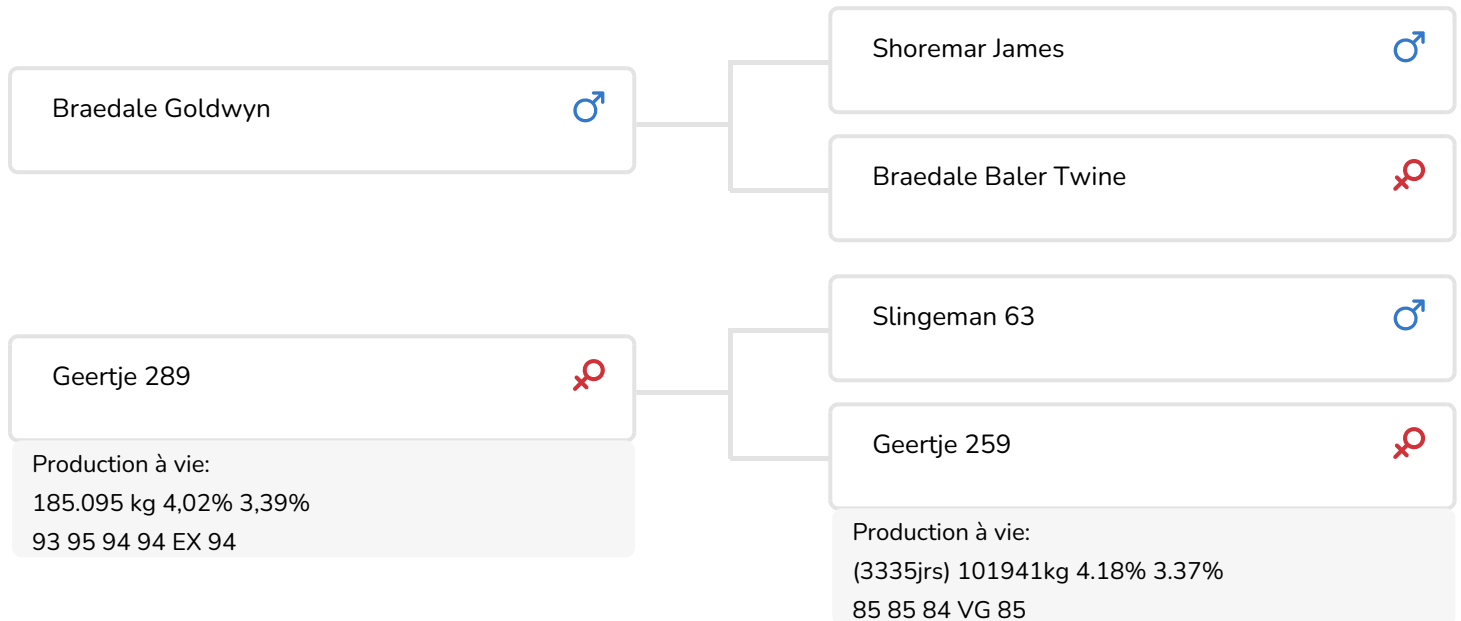 Braedale Goldwyn
Shoremar James
Braedale Baler Twine
Geertje 289
Production à vie:
185.095 kg 4,02% 3,39%
93 95 94 94 EX 94
Slingeman 63
Geertje 259
Production à vie:
(3335jrs) 101941kg 4.18% 3.37%
85 85 84 VG 85